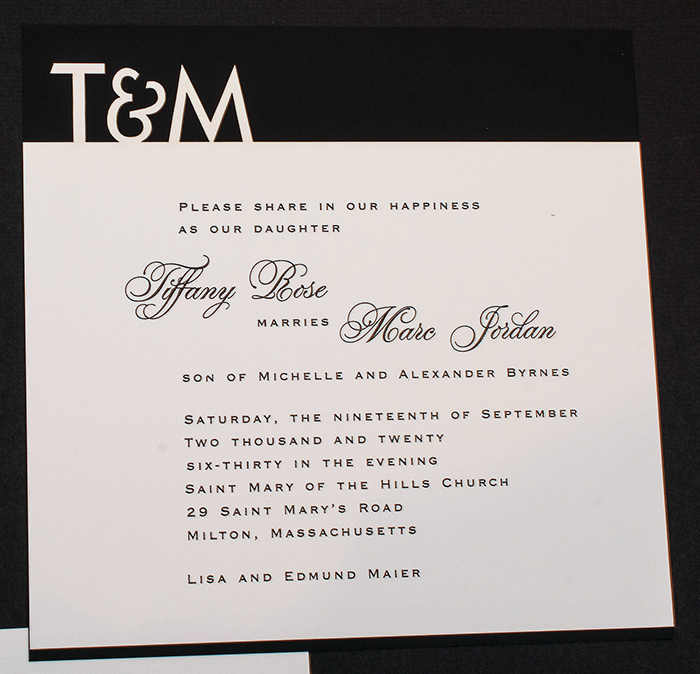 T&M
Please share in our happiness
as our daughter
Tiffany Rose
marries Marc Jordan
son of Michelle and Alexander Byrnes
Saturday, the nineteenth of September
Two thousand and twenty
six-thirty in the evening
Saint Mary of the Hills Church
29 Saint Mary's Road
Milton, Massachusetts
Lisa and Edmund Maier